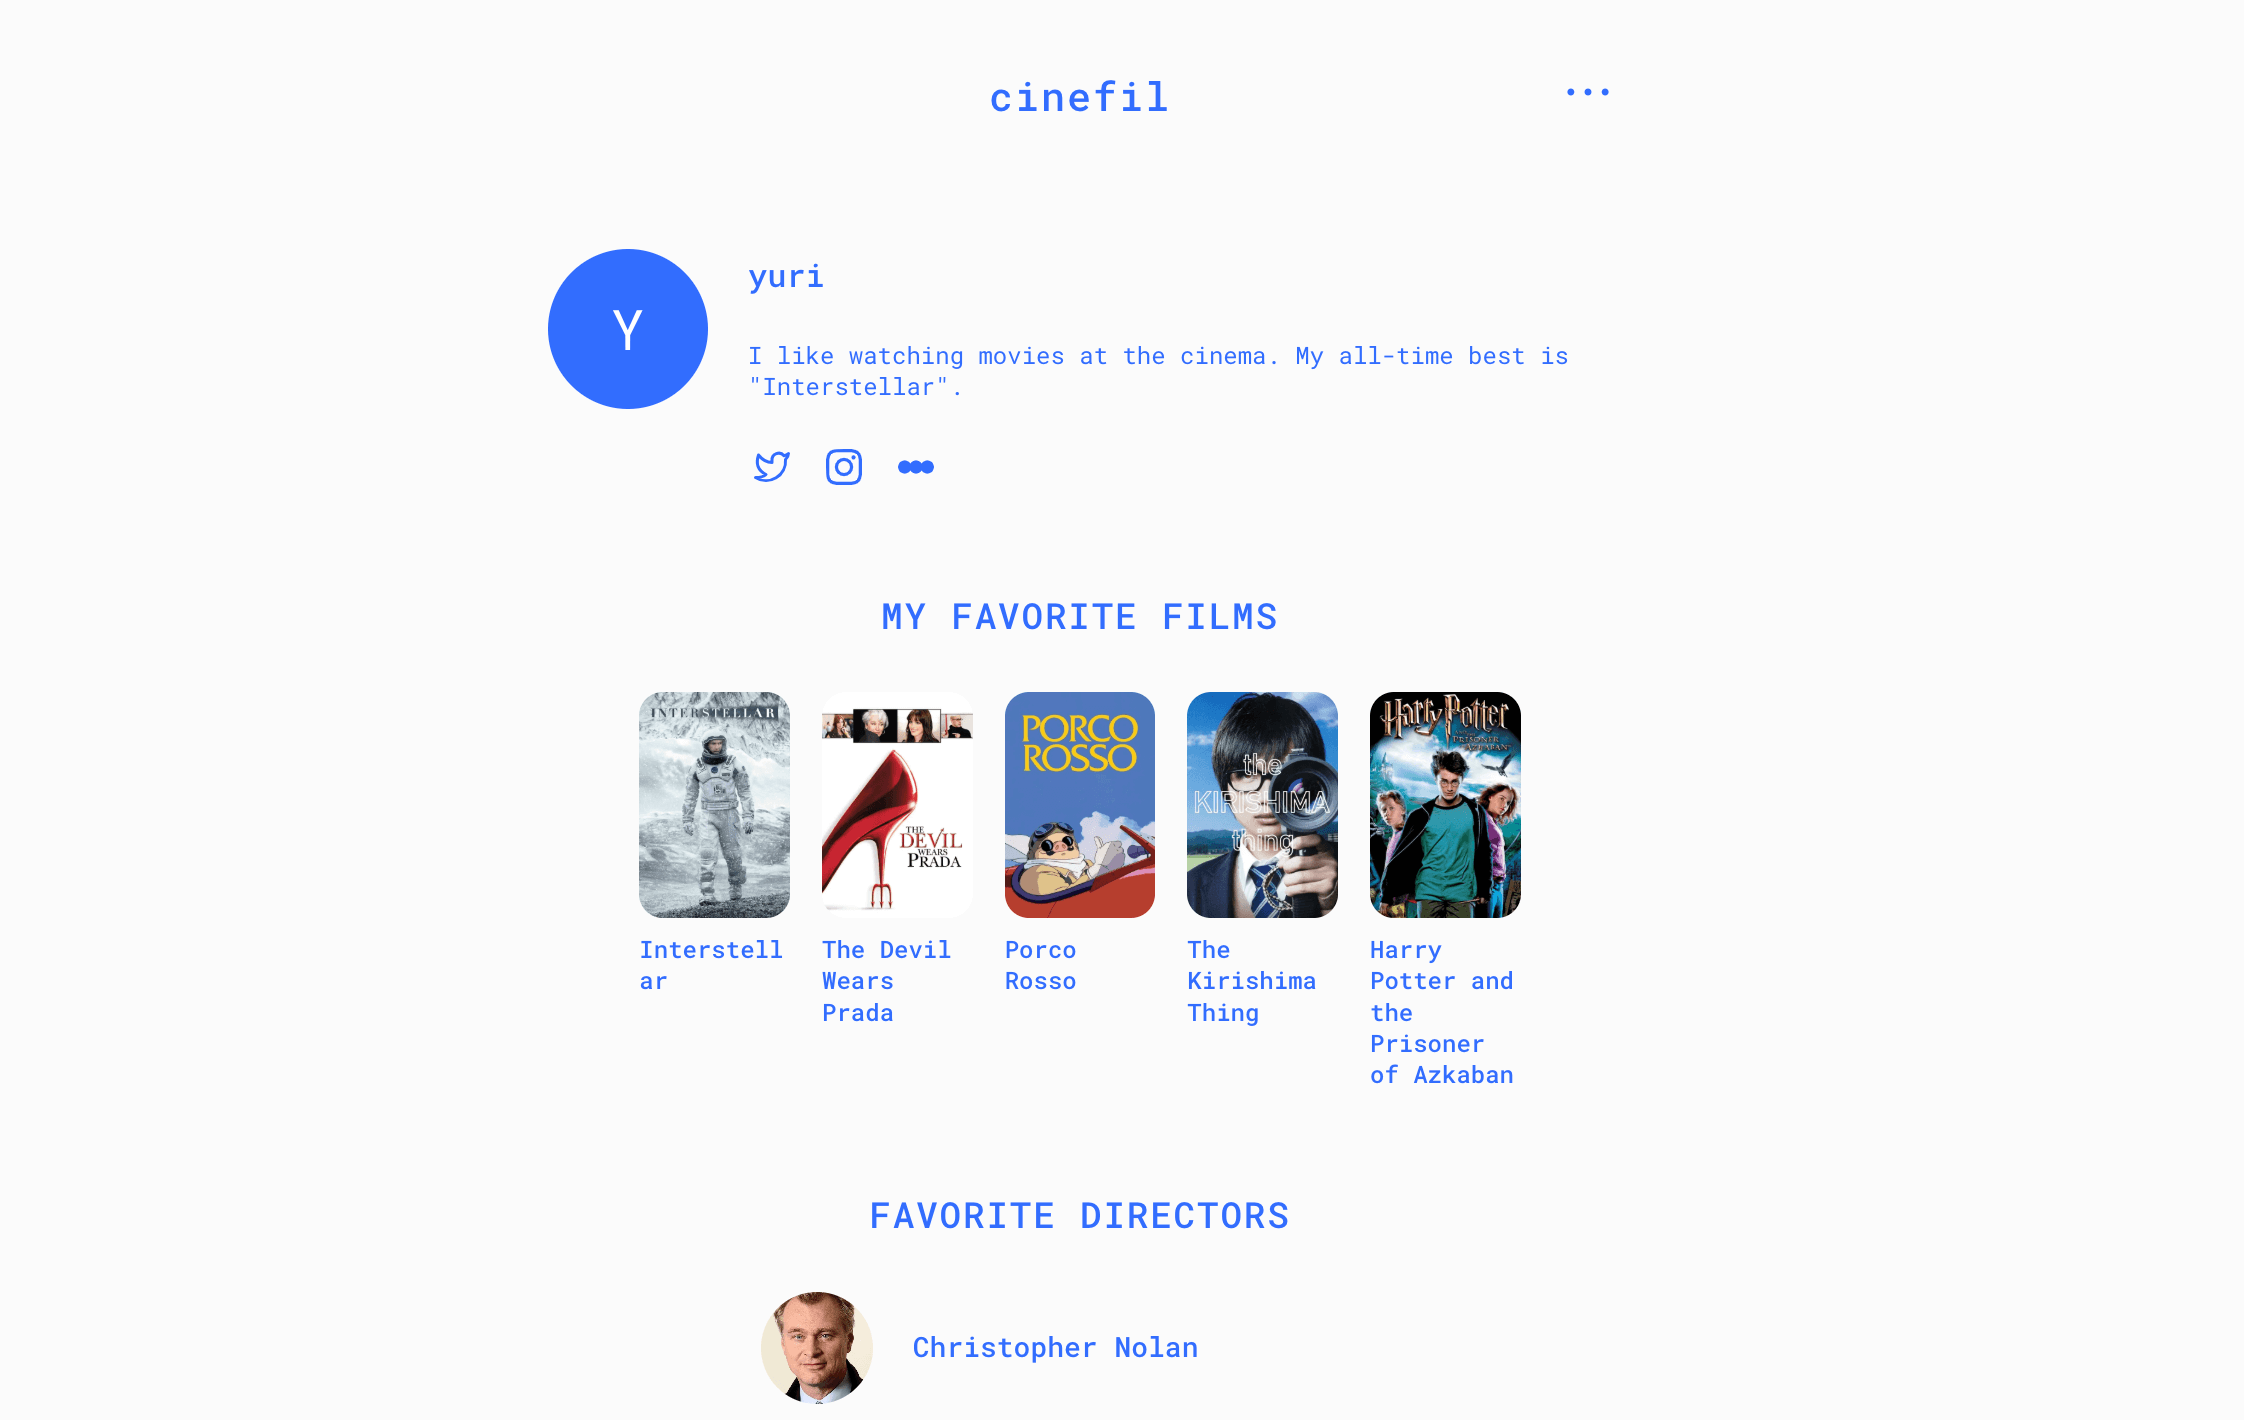 cinefil
yuri
Y
I like watching movies at the cinema. My all-time best is
"Interstellar".
MY FAVORITE FILMS
INTERSTELLAR
THE
DEVIL
WEARS
PRADA
PORCO
ROSSO
the
KIRISHIMA
thing
Harry Potter
AND THE
PRISONER
OF AZKABAN
Interstell
ar
The Devil
Wears
Prada
Porco
Rosso
The
Kirishima
Thing
Harry
Potter and
the
Prisoner
of Azkaban
FAVORITE DIRECTORS
Christopher Nolan